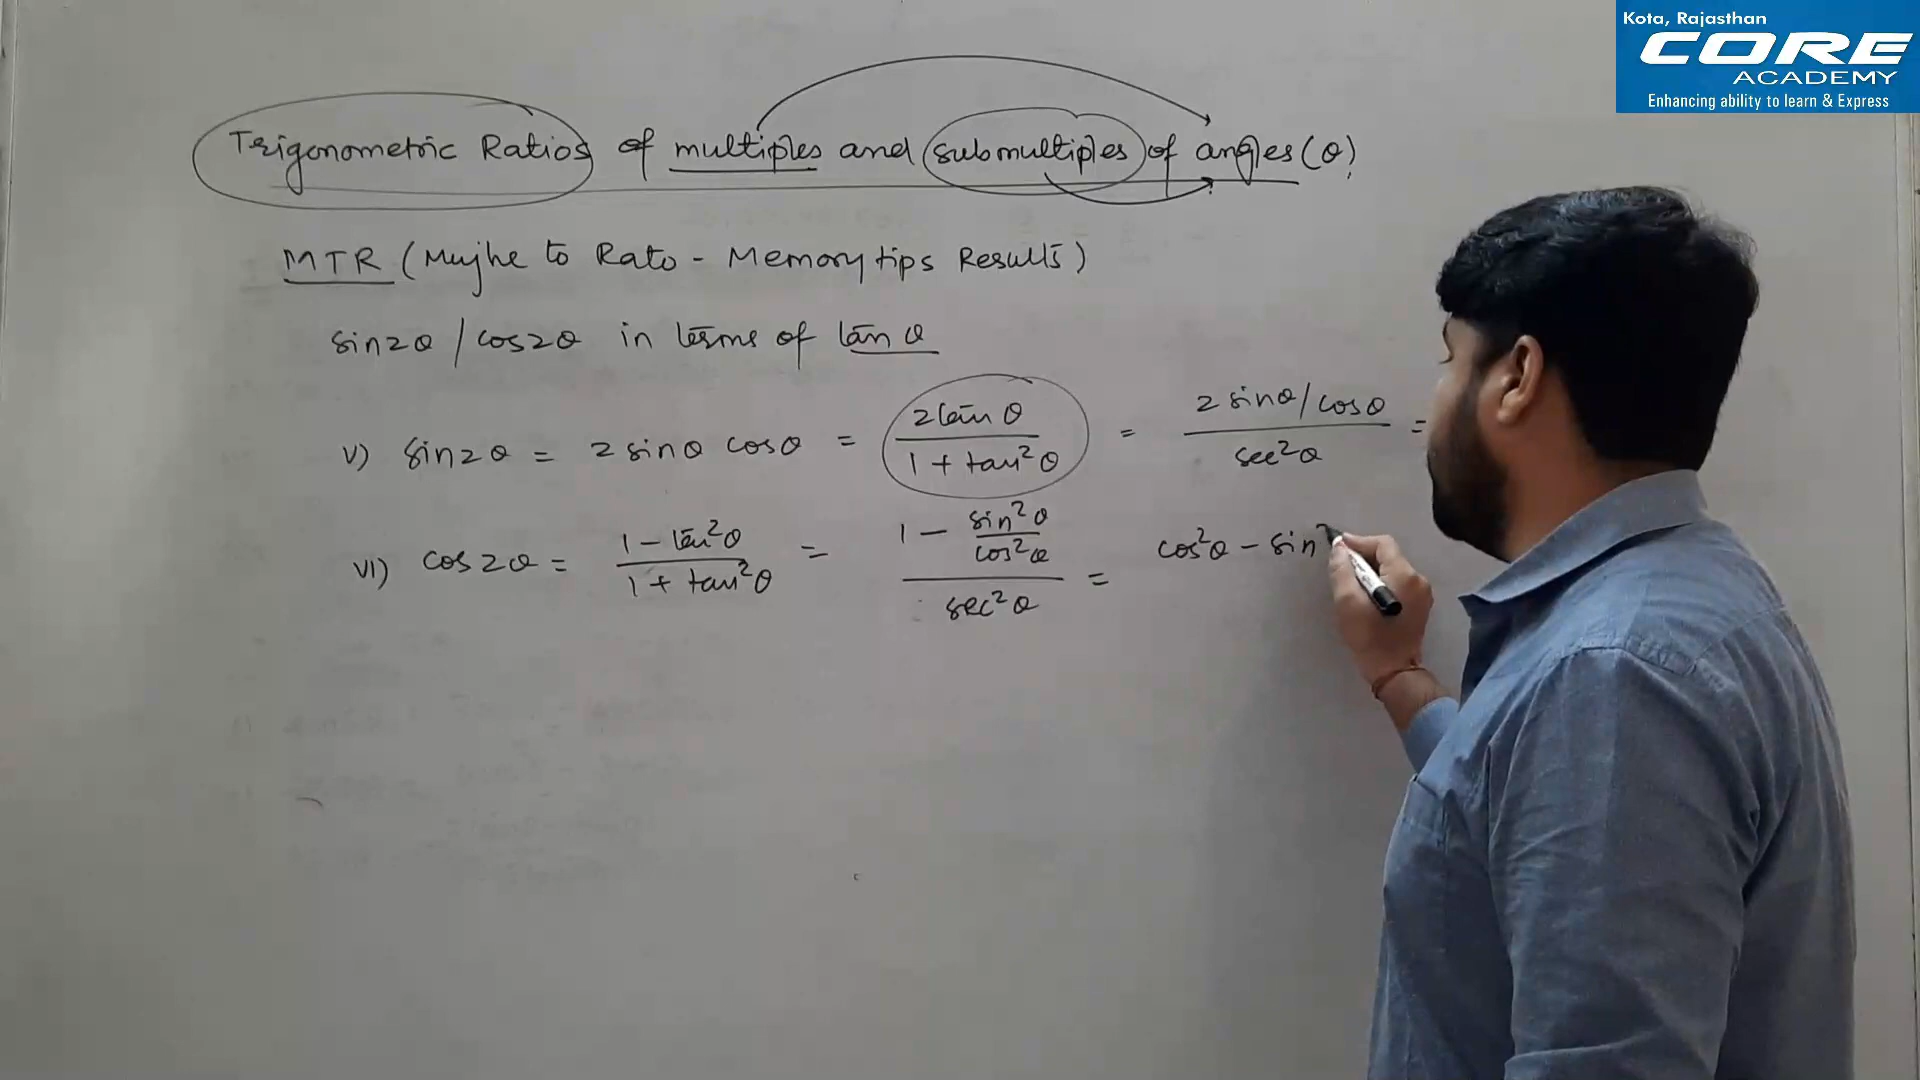 Kota, Rajasthan
CORE
ACADEMY
Enhancing ability to learn & Express
Trigonometric Ratios of multiples and submultiples of angles (θ)
MTR (Mujhe to Rato - Memory tips Results)
sin2θ / cos2θ in terms of tan θ
V) sin2θ = 2 sinθ cosθ = 2tan θ / 1 + tan²θ = 2 sinθ/cosθ / sec²θ =
VI) cos2θ = 1 - tan²θ / 1 + tan²θ = 1 - sin²θ/cos²θ / sec²θ = cos²θ - sin²